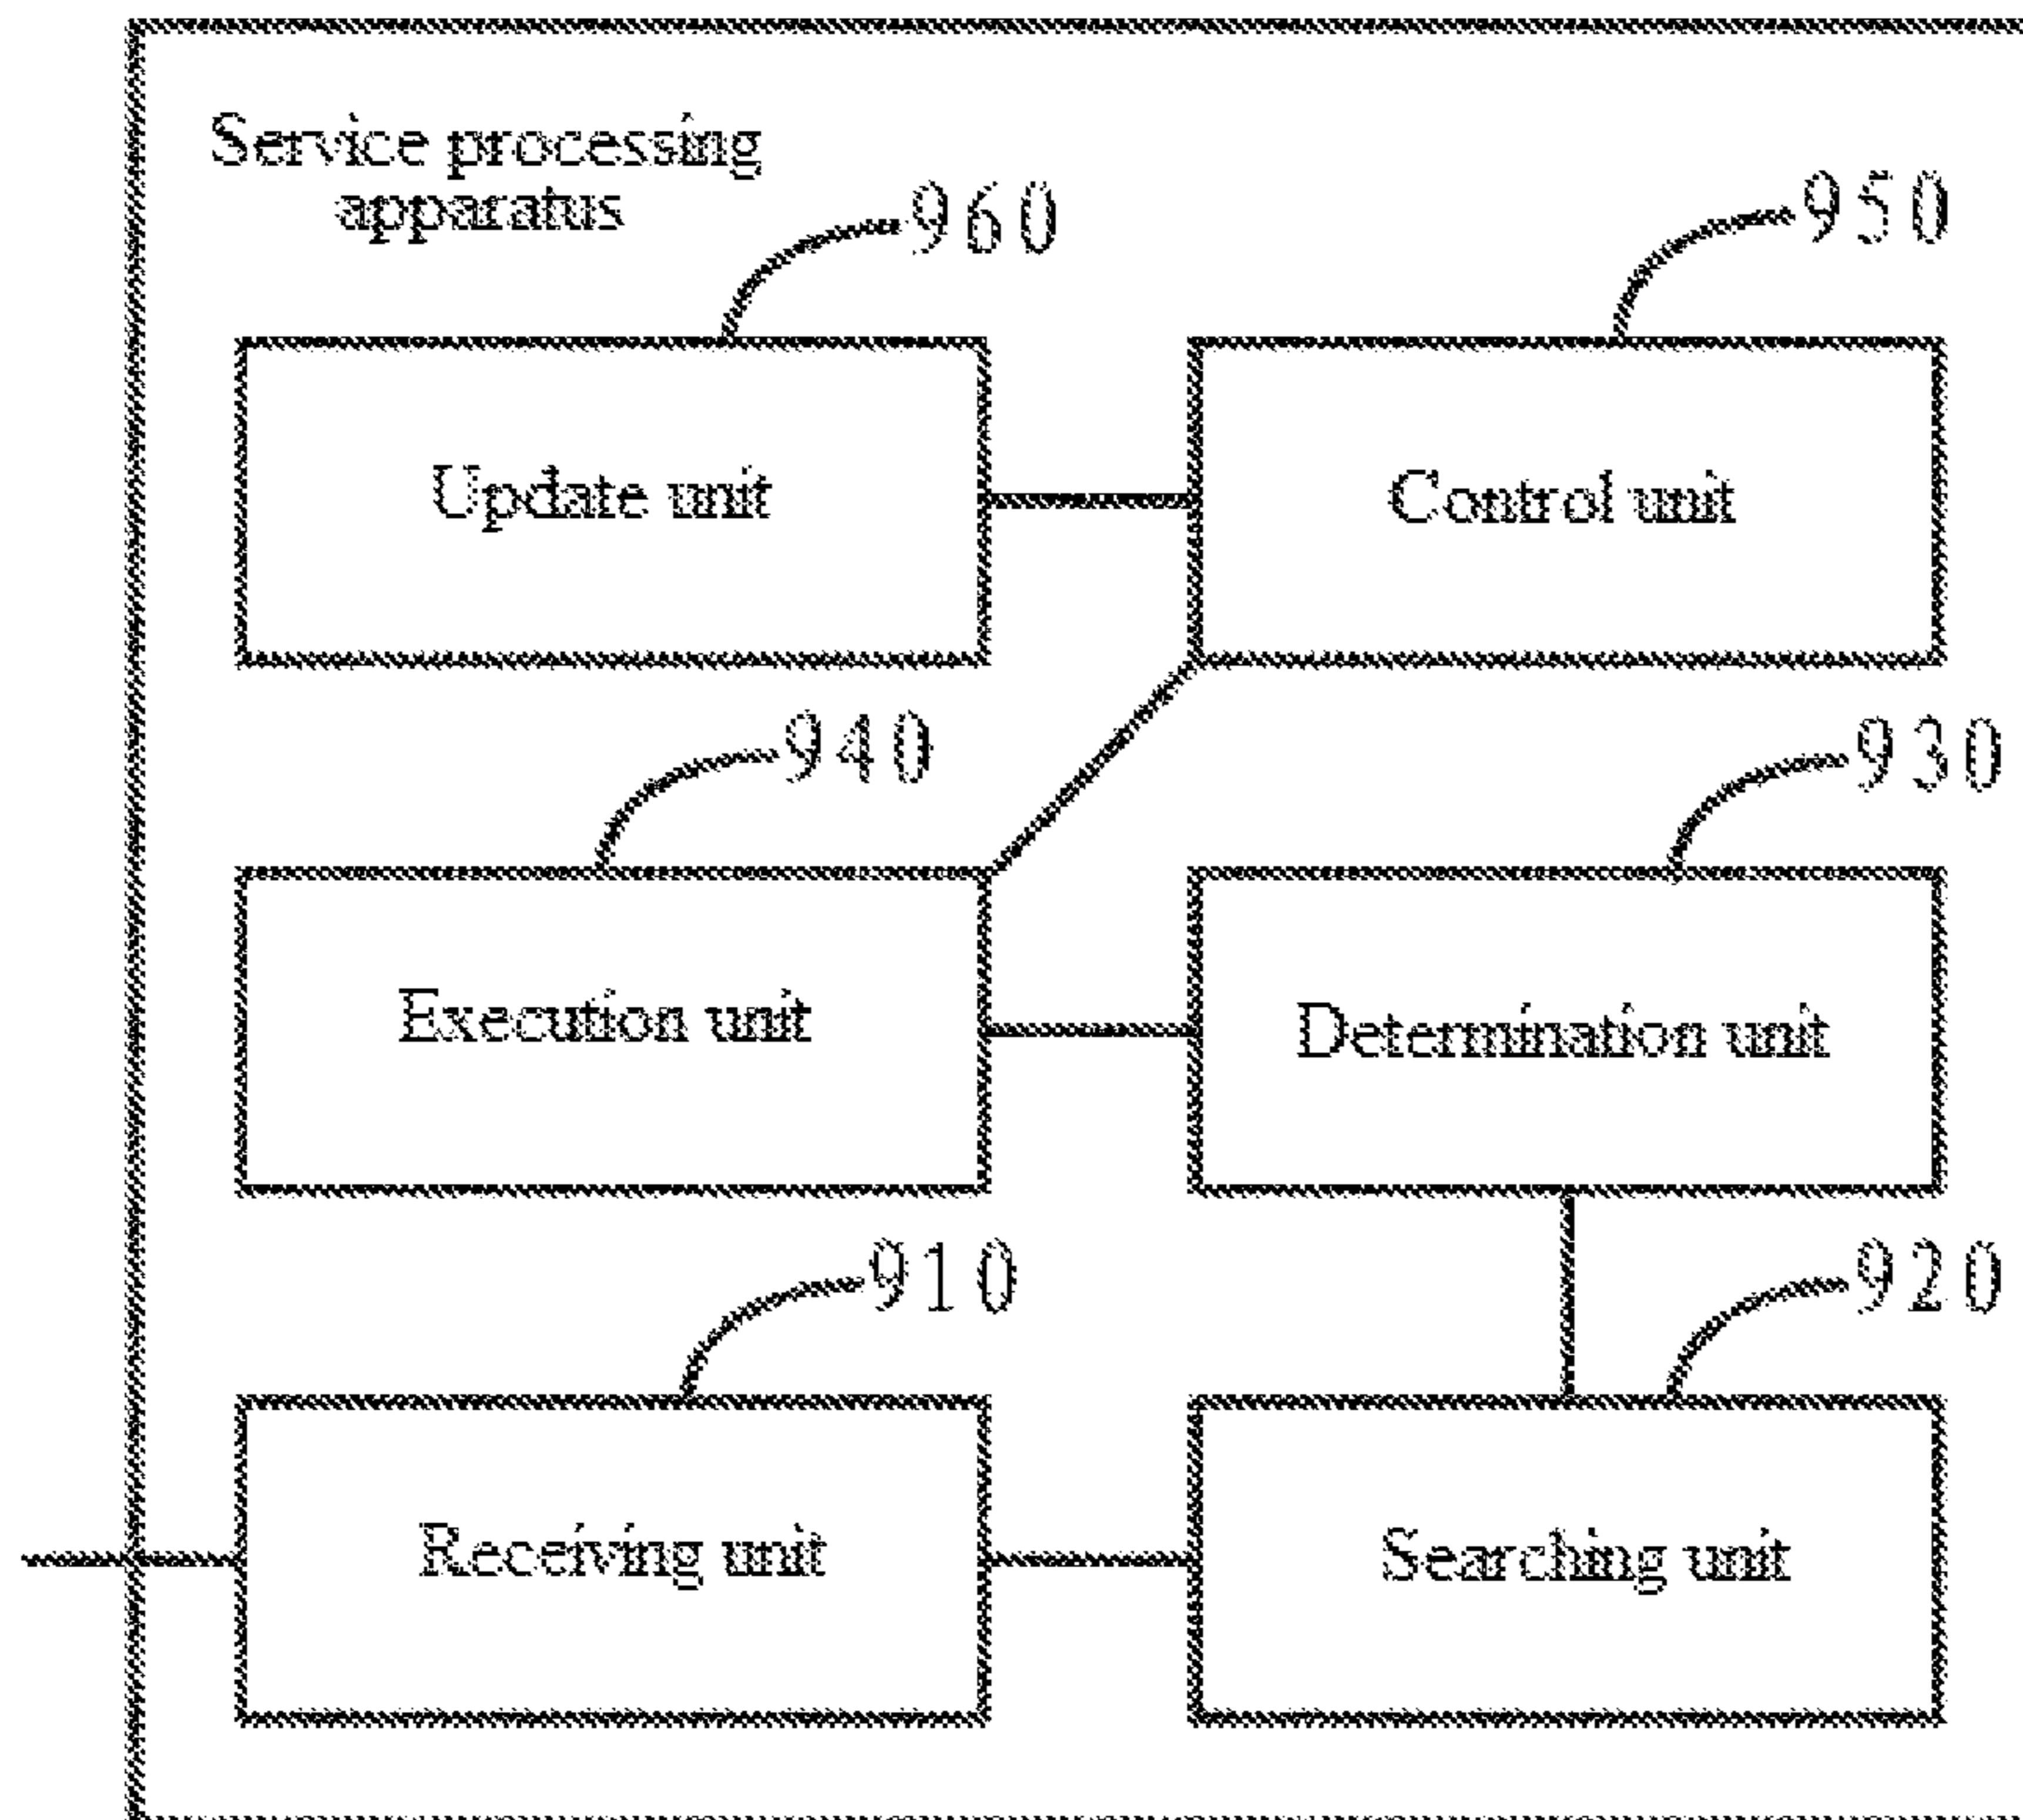 Service processing
apparatus
960
950
Update unit
Control unit
940
930
Execution unit
Determination unit
910
920
Receiving unit
Searching unit